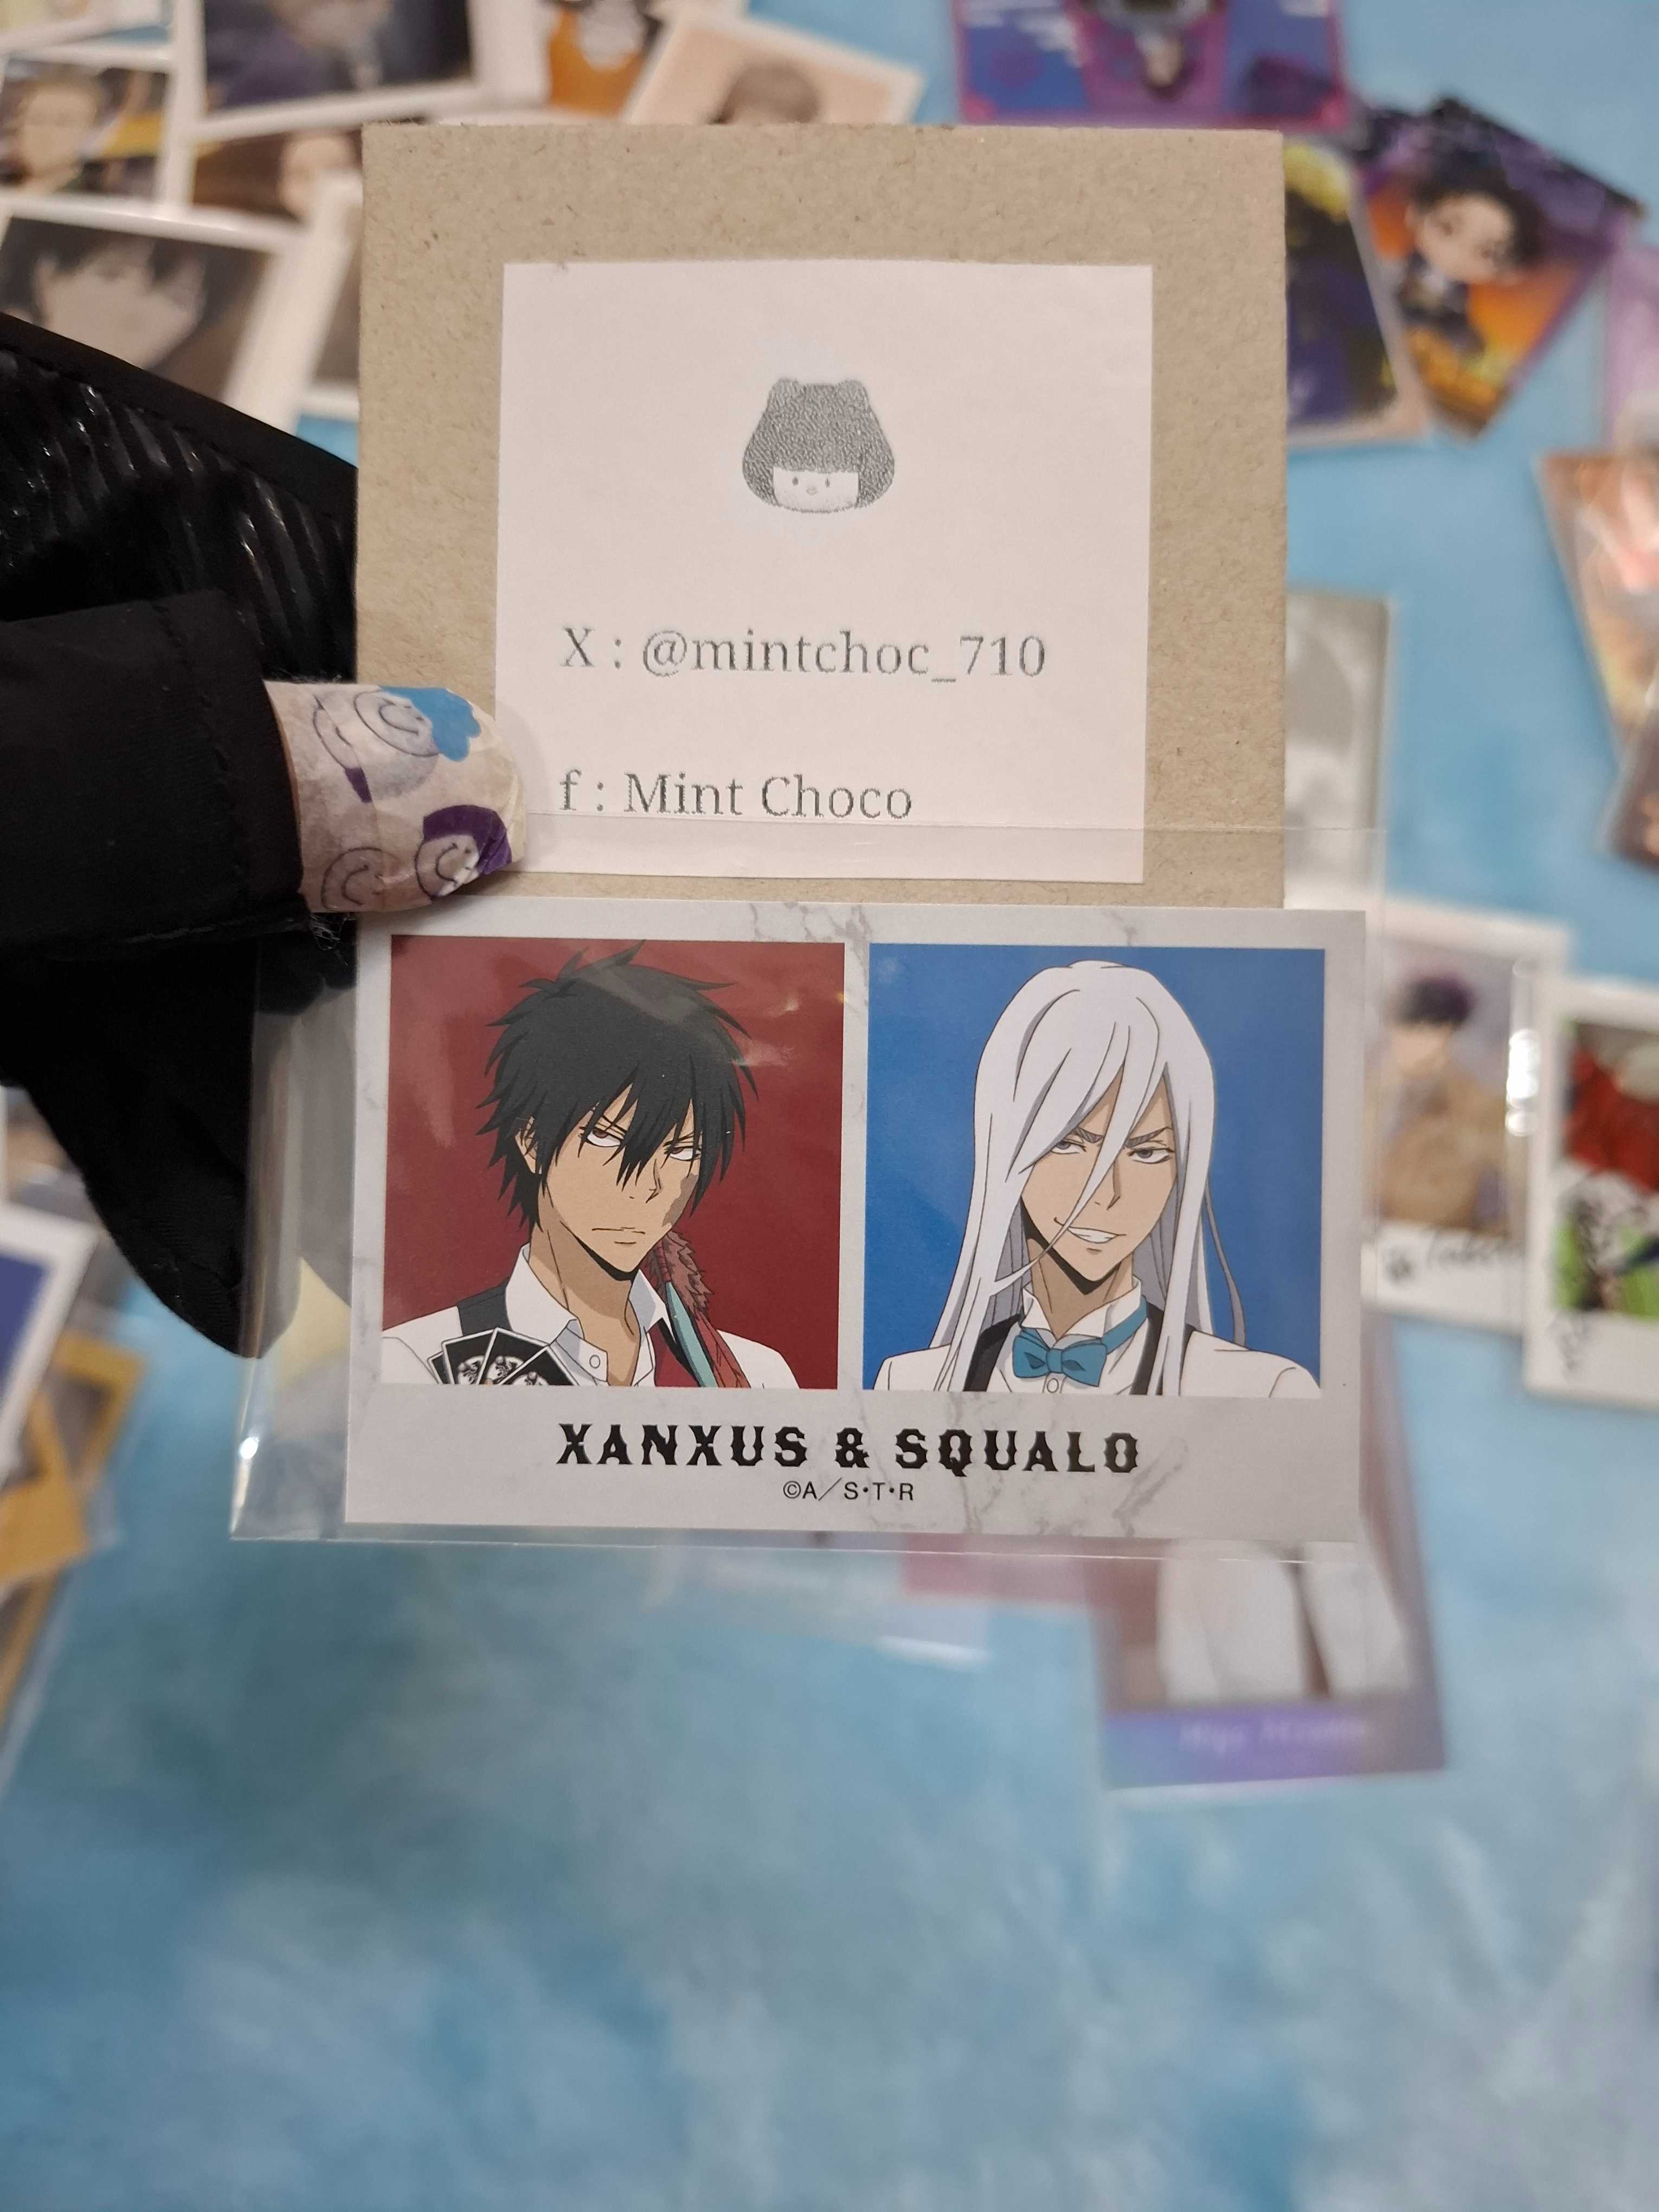 X : @mintchoc_710
f : Mint Choco
XANXUS & SQUALO
©A／S･T･R